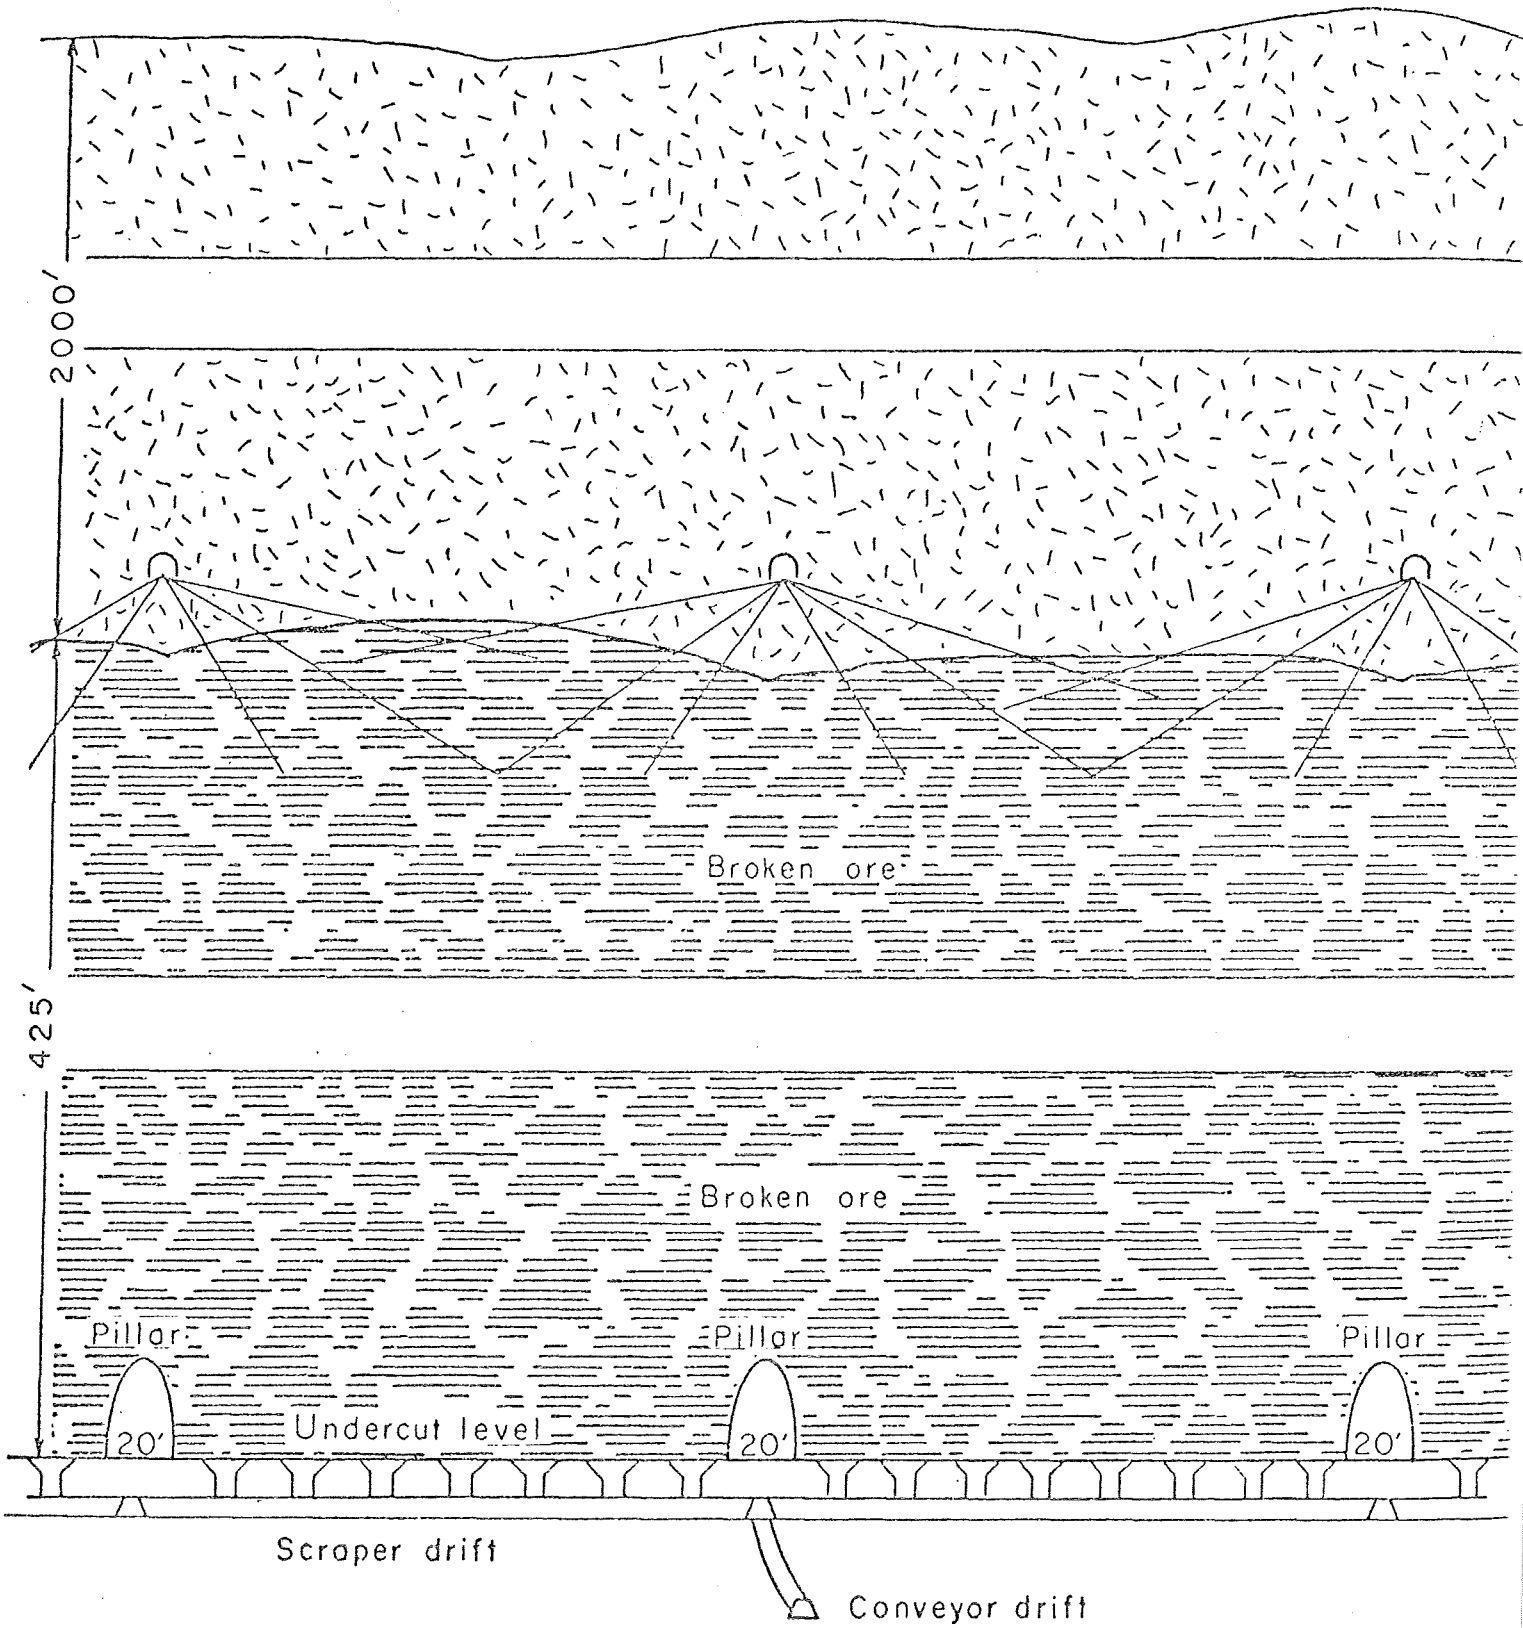 2000'
Broken ore
425'
Broken ore
Pillar Pillar Pillar
Undercut level
20' 20' 20'
Scraper drift
Conveyor drift